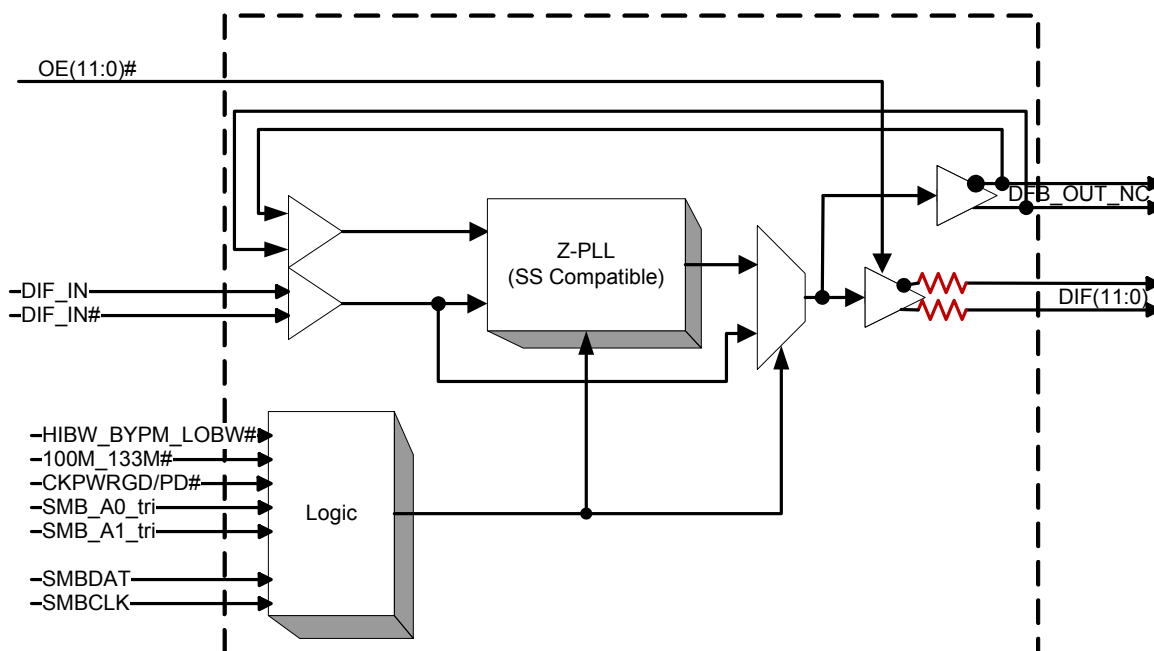 OE(11:0)#
DFB_OUT_NC
Z-PLL
(SS Compatible)
DIF_IN
DIF_IN#
DIF(11:0)
HIBW_BYPM_LOBW#
100M_133M#
CKPWRGD/PD#
SMB_A0_tri
SMB_A1_tri
Logic
SMBDAT
SMBCLK